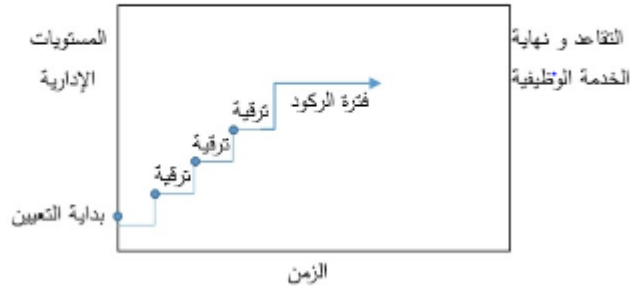 المستويات
الإدارية
التقاعد و نهاية
الخدمة الوظيفية
فترة الركود
ترقية
ترقية
ترقية
بداية التعيين
الزمن